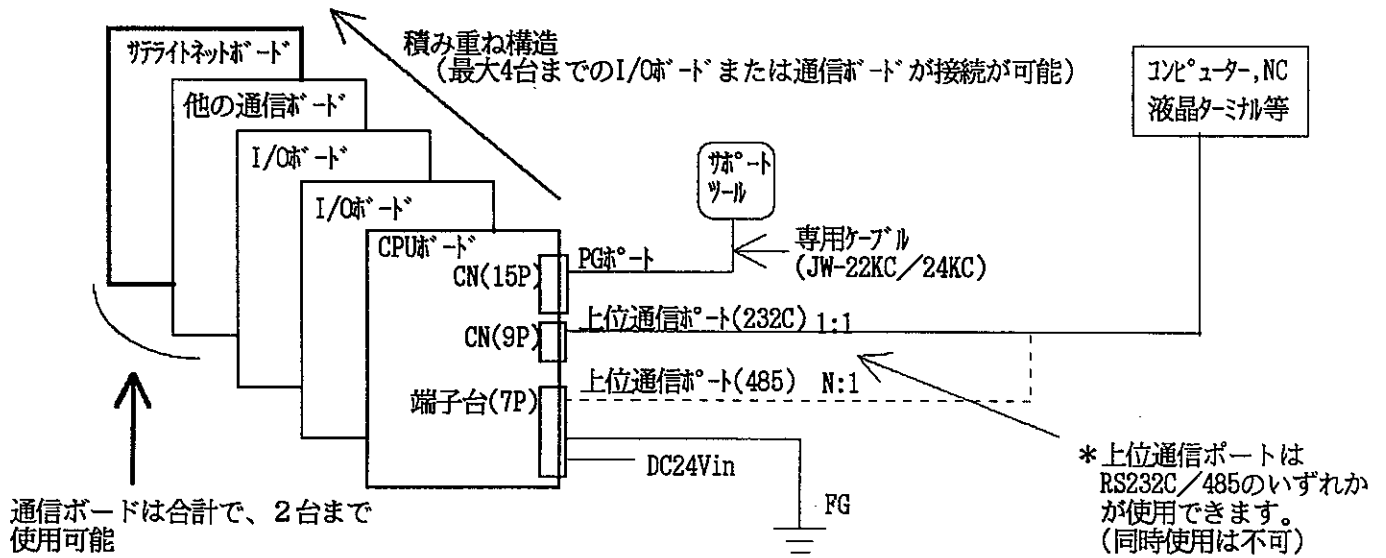 サテライトネットボード
積み重ね構造
(最大4台までのI/Oボードまたは通信ボードが接続が可能)
コンピューター,NC
液晶ターミナル等
他の通信ボード
I/Oボード
サポート
ツール
I/Oボード
CPUボード
専用ケーブル
(JW-22KC/24KC)
PGポート
CN(15P)
上位通信ポート(232C) 1:1
CN(9P)
上位通信ポート(485) N:1
端子台(7P)
DC24Vin
FG
*上位通信ポートは
RS232C/485のいずれか
が使用できます。
(同時使用は不可)
通信ボードは合計で、2台まで
使用可能